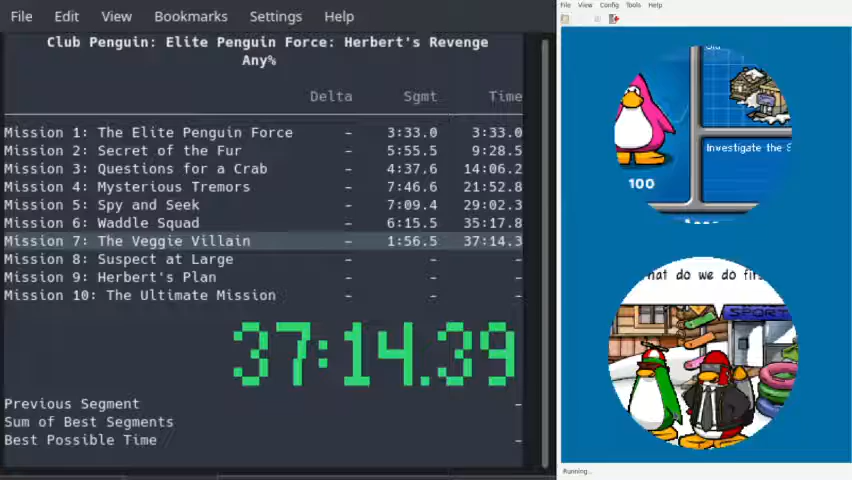 File Edit View Bookmarks Settings Help
Club Penguin: Elite Penguin Force: Herbert's Revenge
Any%
Delta Sgmt Time
Mission 1: The Elite Penguin Force – 3:33.0 3:33.0
Mission 2: Secret of the Fur – 5:55.5 9:28.5
Mission 3: Questions for a Crab – 4:37.6 14:06.2
Mission 4: Mysterious Tremors – 7:46.6 21:52.8
Mission 5: Spy and Seek – 7:09.4 29:02.3
Mission 6: Waddle Squad – 6:15.5 35:17.8
Mission 7: The Veggie Villain – 1:56.5 37:14.3
Mission 8: Suspect at Large – – –
Mission 9: Herbert's Plan – – –
Mission 10: The Ultimate Mission – – –
37:14.39
Previous Segment –
Sum of Best Segments –
Best Possible Time –
File View Config Tools Help
Investigate the
100
what do we do
SPORT
Running...